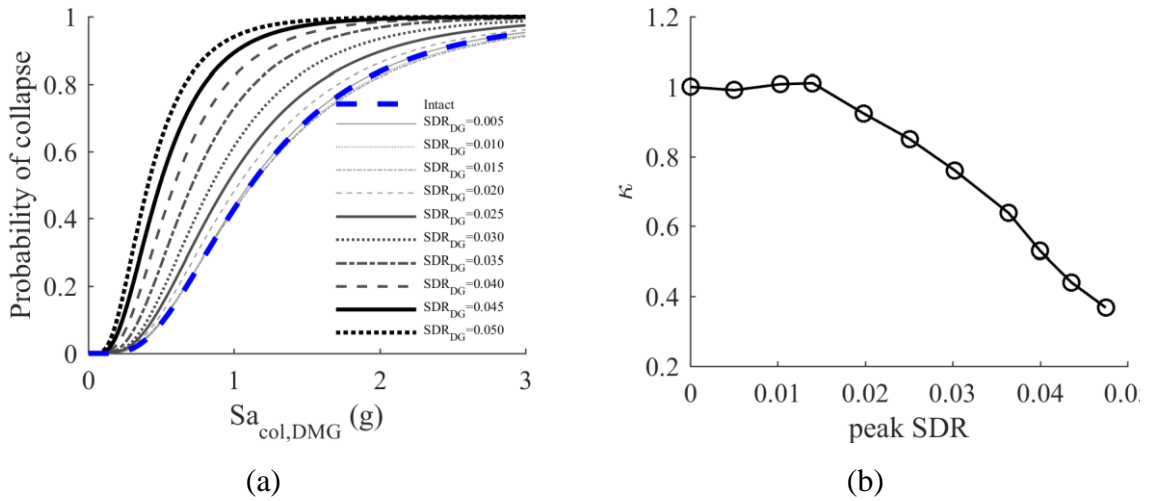 Probability of collapse
1
0.8
0.6
0.4
0.2
0
0 1 2 3
Sa_col,DMG (g)
Intact
SDR_DG=0.005
SDR_DG=0.010
SDR_DG=0.015
SDR_DG=0.020
SDR_DG=0.025
SDR_DG=0.030
SDR_DG=0.035
SDR_DG=0.040
SDR_DG=0.045
SDR_DG=0.050
(a)
κ
1.2
1
0.8
0.6
0.4
0.2
0 0.01 0.02 0.03 0.04
peak SDR
(b)